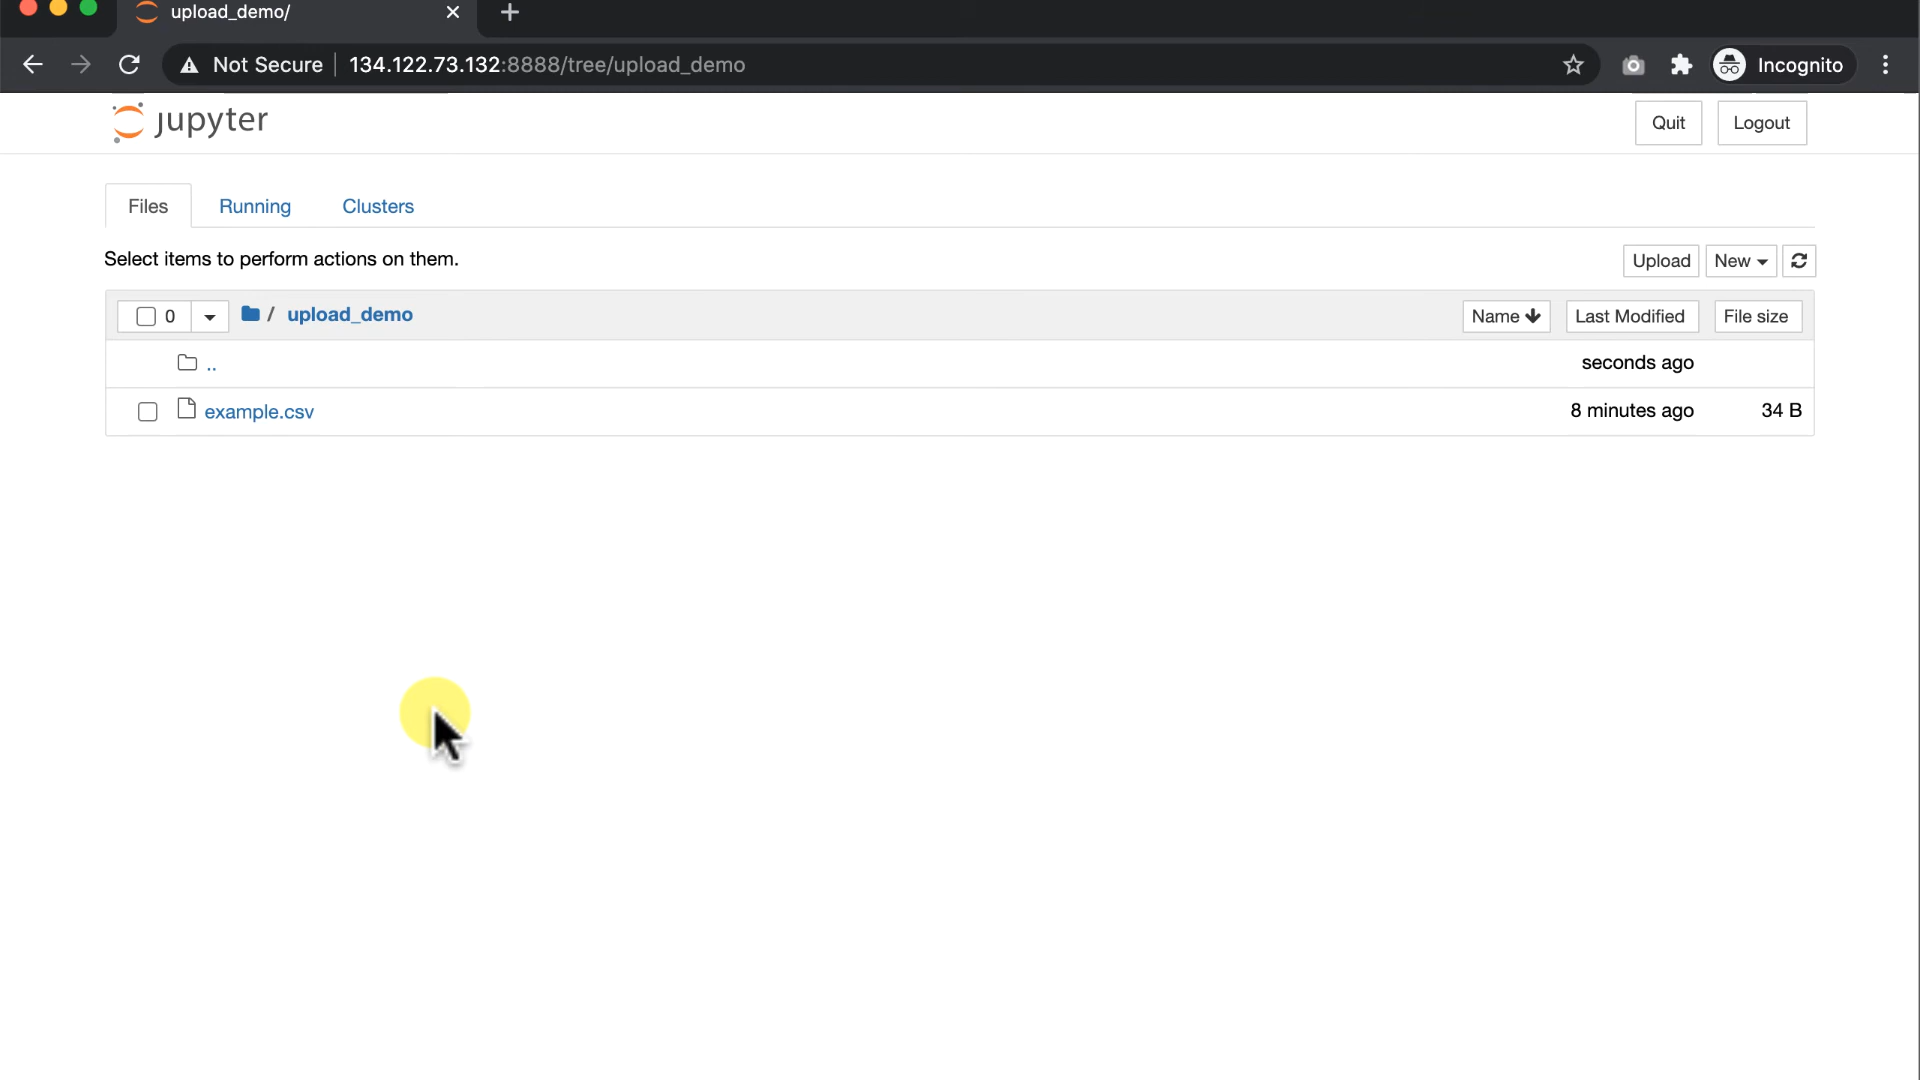 upload_demo/
Not Secure 134.122.73.132:8888/tree/upload_demo
Incognito
jupyter
Quit Logout
Files Running Clusters
Select items to perform actions on them.
Upload New
0 / upload_demo Name Last Modified File size
.. seconds ago
example.csv 8 minutes ago 34 B